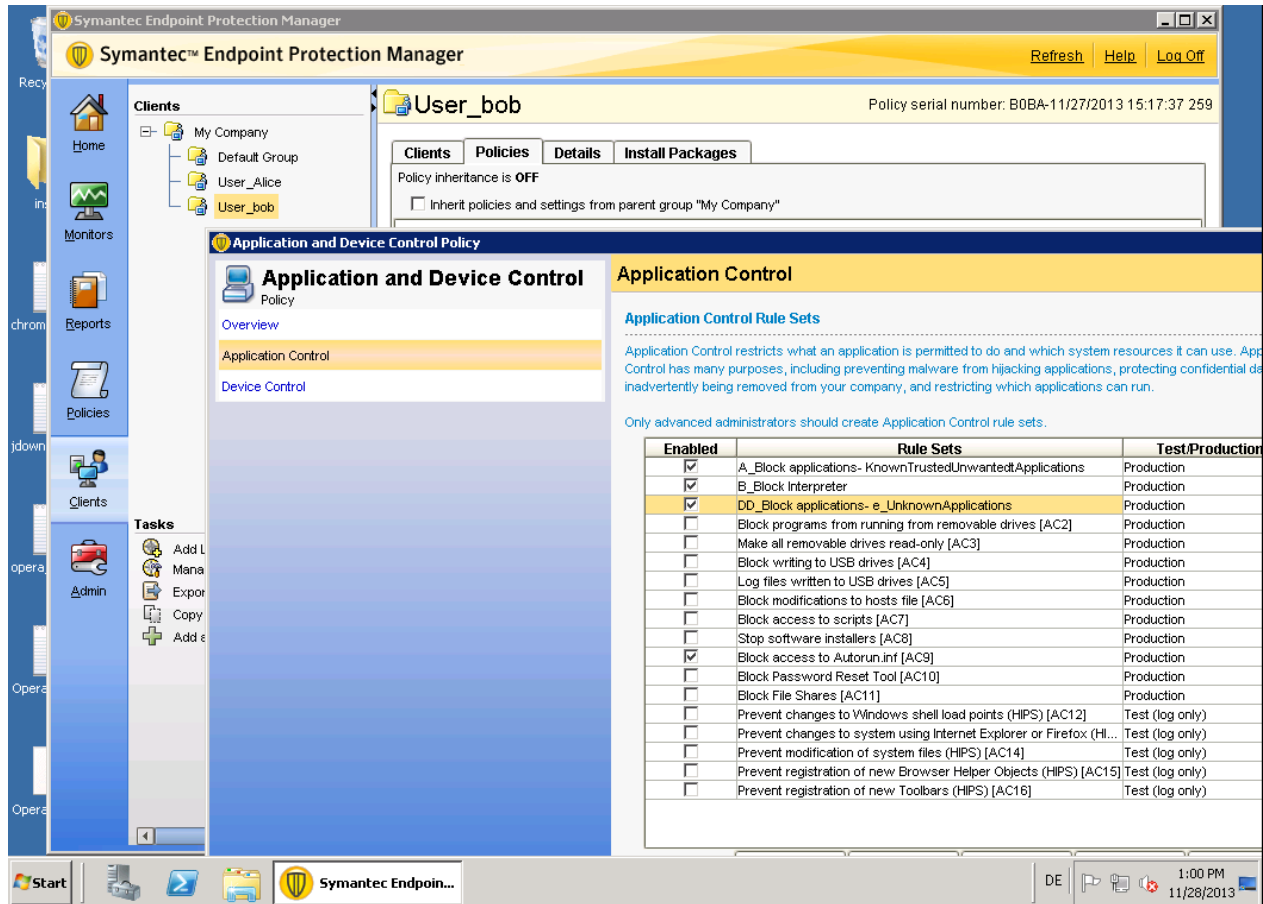 Symantec Endpoint Protection Manager
Symantec™ Endpoint Protection Manager
Refresh Help Log Off
Recy
Home
Monitors
Reports
Policies
Clients
Admin
in
chrom
jdown
opera
Opera
Opera
Clients
My Company
Default Group
User_Alice
User_bob
Tasks
Add L
Mana
Expor
Copy
Add a
User_bob
Policy serial number: B0BA-11/27/2013 15:17:37 259
Clients Policies Details Install Packages
Policy inheritance is OFF
Inherit policies and settings from parent group "My Company"
Application and Device Control Policy
Application and Device Control
Policy
Overview
Application Control
Device Control
Application Control
Application Control Rule Sets
Application Control restricts what an application is permitted to do and which system resources it can use. App
Control has many purposes, including preventing malware from hijacking applications, protecting confidential da
inadvertently being removed from your company, and restricting which applications can run.
Only advanced administrators should create Application Control rule sets.
Enabled Rule Sets Test/Production
A_Block applications- KnownTrustedUnwantedtApplications Production
B_Block Interpreter Production
DD_Block applications- e_UnknownApplications Production
Block programs from running from removable drives [AC2] Production
Make all removable drives read-only [AC3] Production
Block writing to USB drives [AC4] Production
Log files written to USB drives [AC5] Production
Block modifications to hosts file [AC6] Production
Block access to scripts [AC7] Production
Stop software installers [AC8] Production
Block access to Autorun.inf [AC9] Production
Block Password Reset Tool [AC10] Production
Block File Shares [AC11] Production
Prevent changes to Windows shell load points (HIPS) [AC12] Test (log only)
Prevent changes to system using Internet Explorer or Firefox (HI... Test (log only)
Prevent modification of system files (HIPS) [AC14] Test (log only)
Prevent registration of new Browser Helper Objects (HIPS) [AC15] Test (log only)
Prevent registration of new Toolbars (HIPS) [AC16] Test (log only)
Start
Symantec Endpoin...
DE
1:00 PM
11/28/2013